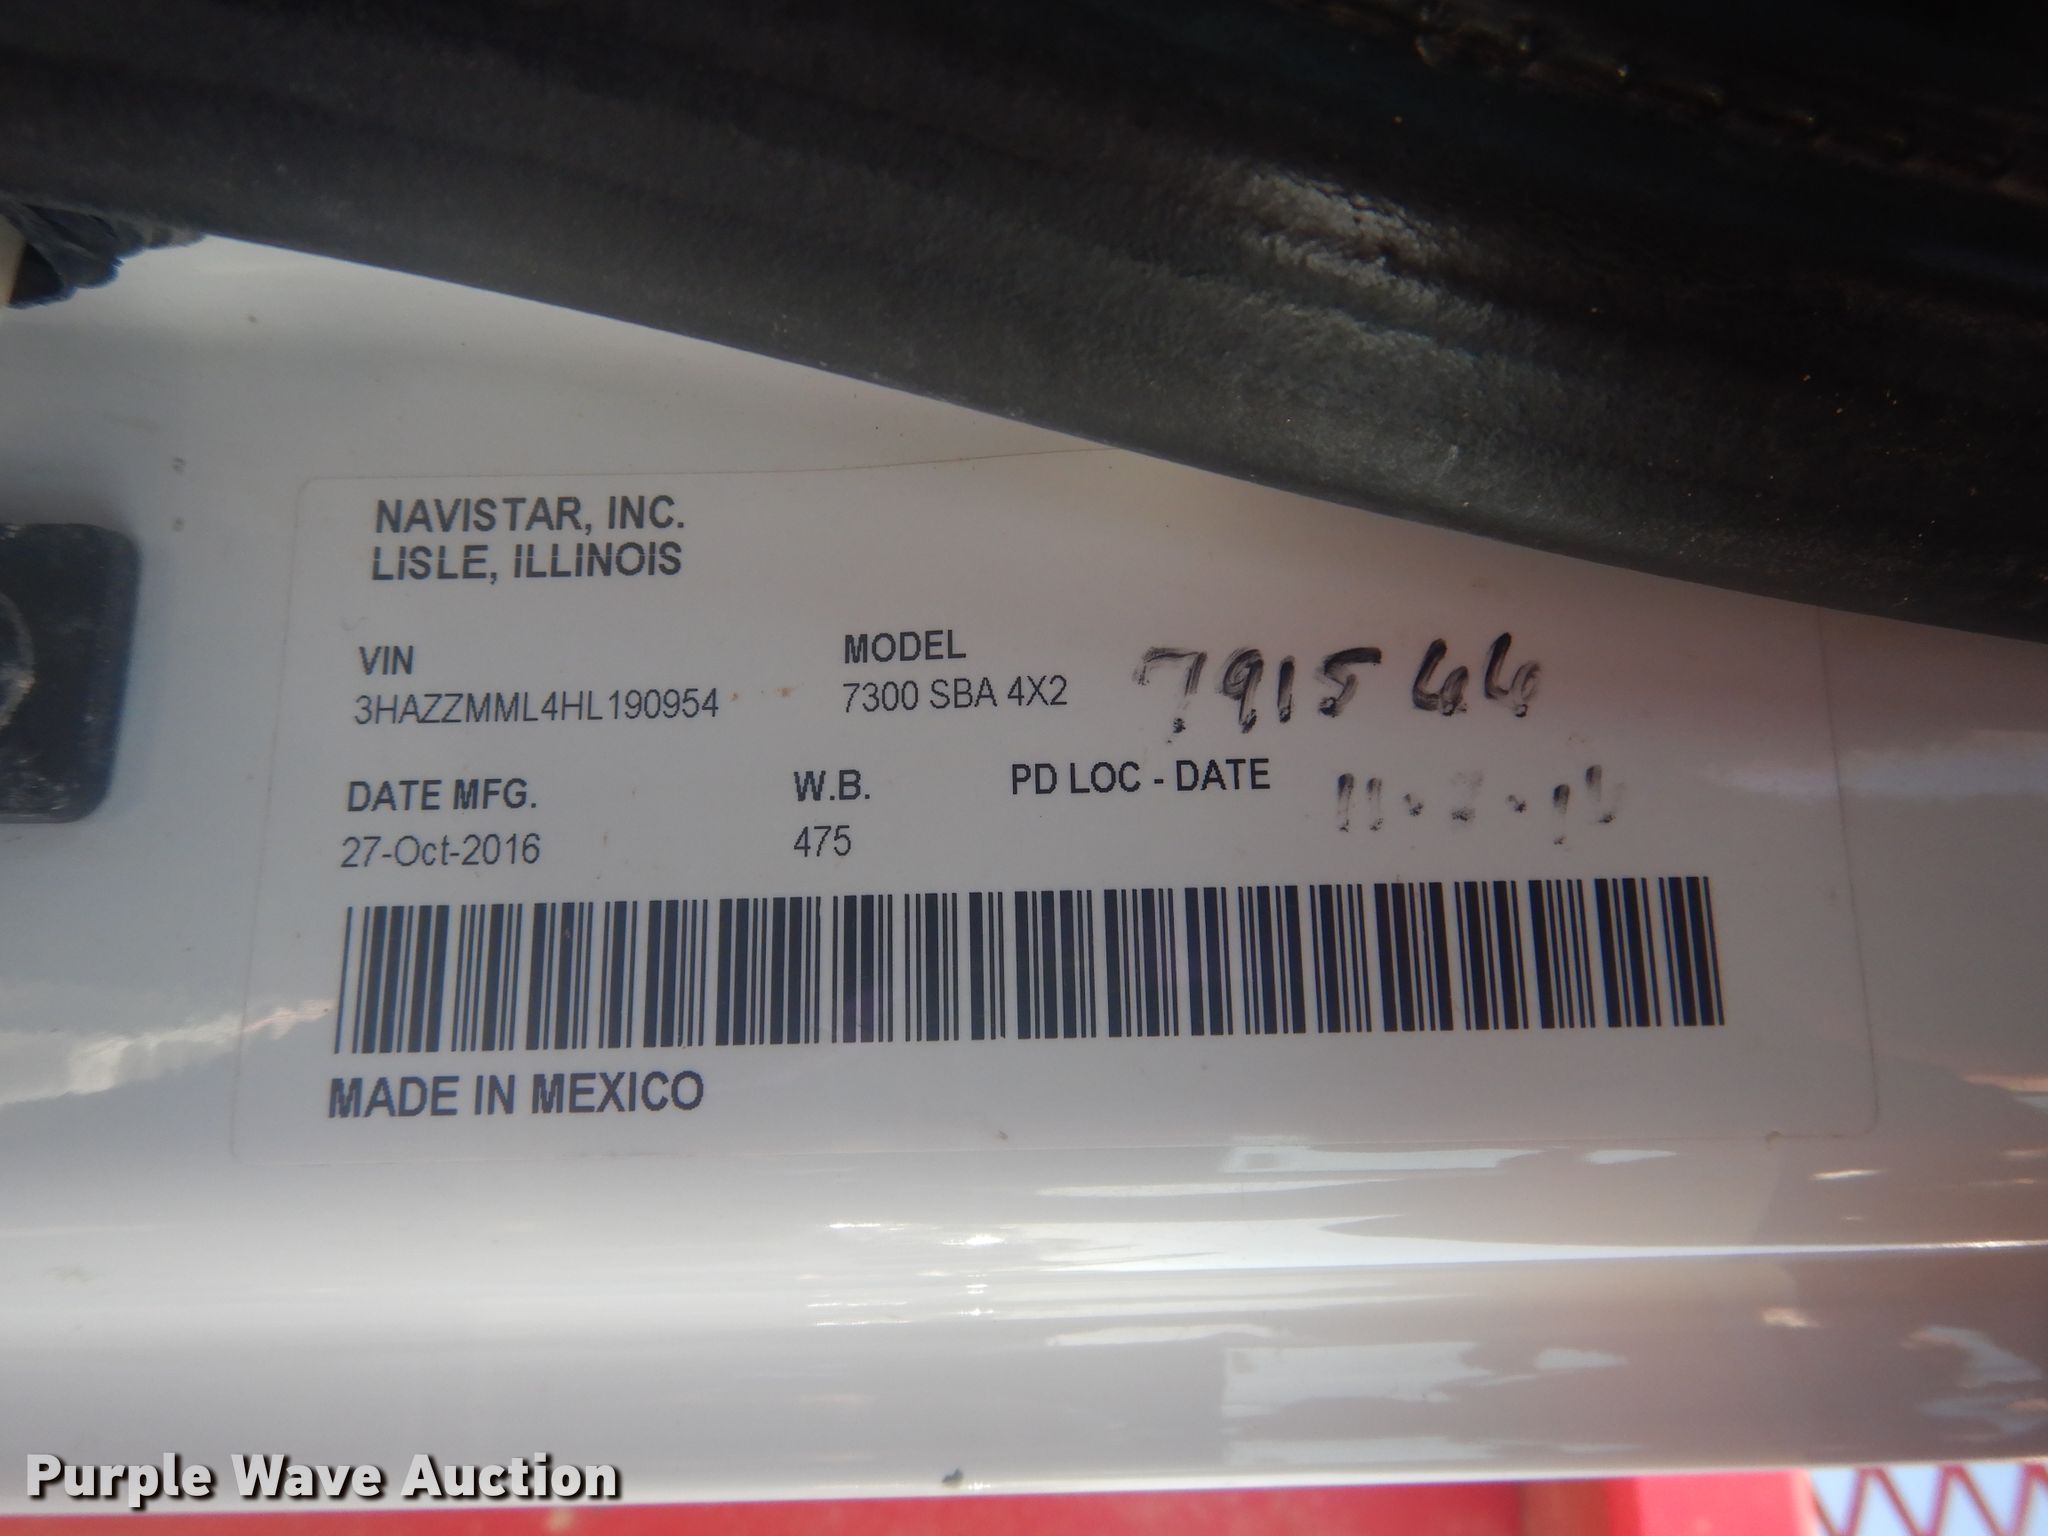 NAVISTAR, INC.
LISLE, ILLINOIS
VIN
3HAZZMML4HL190954
MODEL
7300 SBA 4X2
791566
DATE MFG.
27-Oct-2016
W.B.
475
PD LOC - DATE
MADE IN MEXICO
Purple Wave Auction